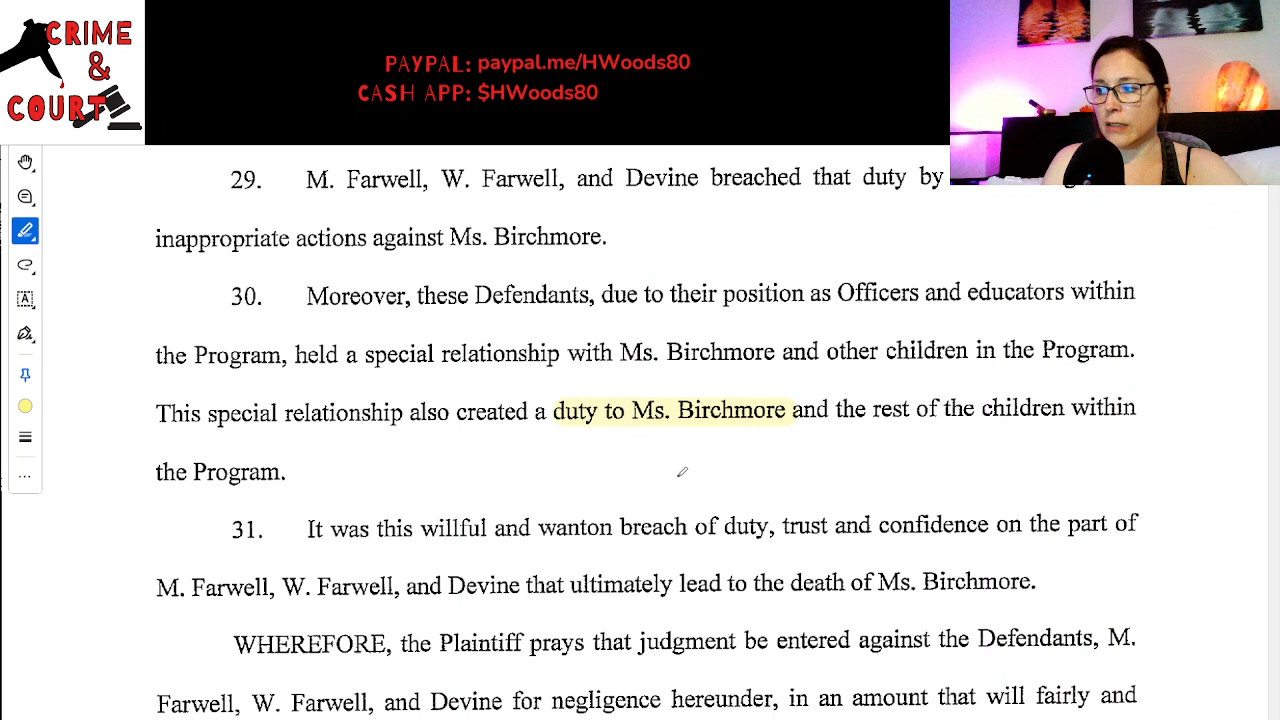 CRIME
&
COURT
PAYPAL: paypal.me/HWoods80
CASH APP: $HWoods80
29. M. Farwell, W. Farwell, and Devine breached that duty by
inappropriate actions against Ms. Birchmore.
30. Moreover, these Defendants, due to their position as Officers and educators within
the Program, held a special relationship with Ms. Birchmore and other children in the Program.
This special relationship also created a duty to Ms. Birchmore and the rest of the children within
the Program.
31. It was this willful and wanton breach of duty, trust and confidence on the part of
M. Farwell, W. Farwell, and Devine that ultimately lead to the death of Ms. Birchmore.
WHEREFORE, the Plaintiff prays that judgment be entered against the Defendants, M.
Farwell, W. Farwell, and Devine for negligence hereunder, in an amount that will fairly and